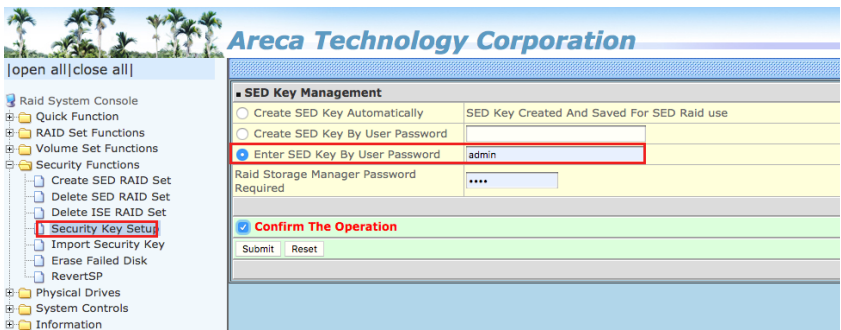 Areca Technology Corporation
|open all|close all|
Raid System Console
Quick Function
RAID Set Functions
Volume Set Functions
Security Functions
Create SED RAID Set
Delete SED RAID Set
Delete ISE RAID Set
Security Key Setup
Import Security Key
Erase Failed Disk
RevertSP
Physical Drives
System Controls
Information
SED Key Management
Create SED Key Automatically SED Key Created And Saved For SED Raid use
Create SED Key By User Password
Enter SED Key By User Password admin
Raid Storage Manager Password
Required ••••
Confirm The Operation
Submit Reset